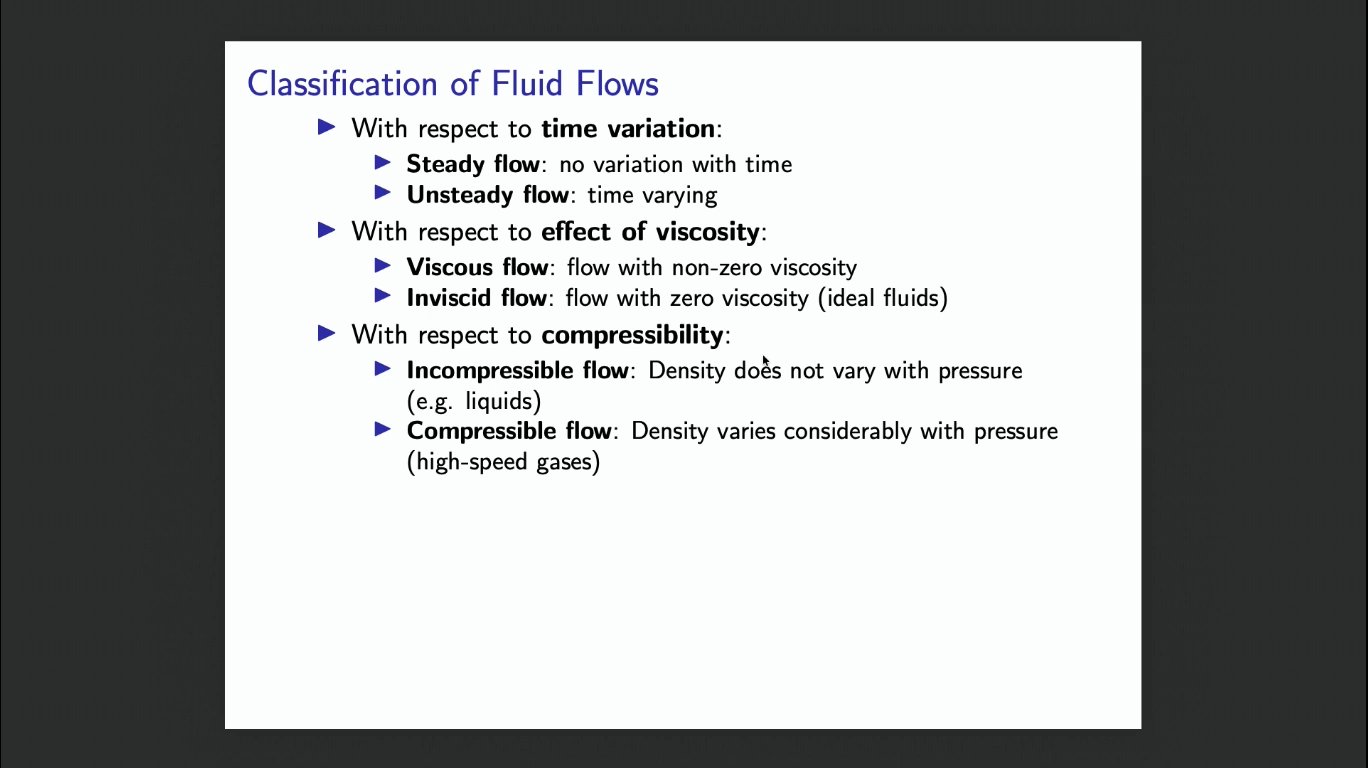 Classification of Fluid Flows
▶ With respect to time variation:
▶ Steady flow: no variation with time
▶ Unsteady flow: time varying
▶ With respect to effect of viscosity:
▶ Viscous flow: flow with non-zero viscosity
▶ Inviscid flow: flow with zero viscosity (ideal fluids)
▶ With respect to compressibility:
▶ Incompressible flow: Density does not vary with pressure
(e.g. liquids)
▶ Compressible flow: Density varies considerably with pressure
(high-speed gases)